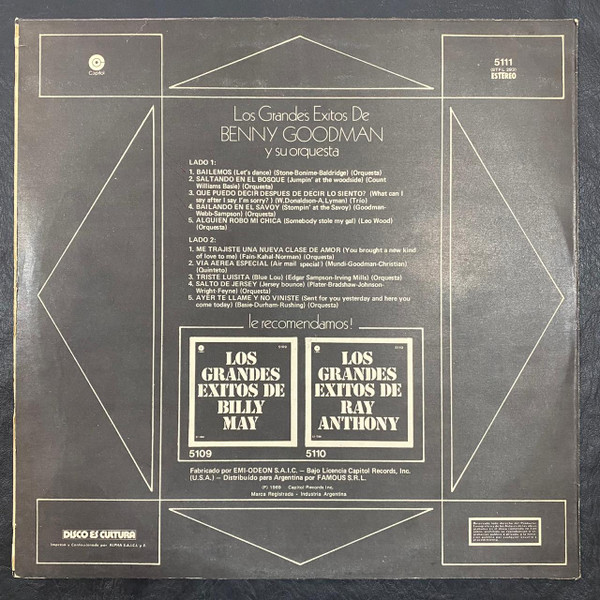 Capitol
5111
ESTEREO
Los Grandes Exitos De
BENNY GOODMAN
y su orquesta
LADO 1:
1. BAILEMOS (Let's dance) (Stone-Bonime-Baldridge) (Orquesta)
2. SALTANDO EN EL BOSQUE (Jumpin' at the woodside) (Count
Williams Basie) (Orquesta)
3. QUE PUEDO DECIR DESPUES DE DECIR LO SIENTO? (What can I
say after I say I'm sorry? ) (W.Donaldson-A.Lyman) (Trío)
4. BAILANDO EN EL SAVOY (Stompin' at the Savoy) (Goodman-
Webb-Sampson) (Orquesta)
5. ALGUIEN ROBO MI CHICA (Somebody stole my gal) (Leo Wood)
(Orquesta)
LADO 2:
1. ME TRAJISTE UNA NUEVA CLASE DE AMOR (You brought a new kind
of love to me) (Fain-Kahal-Norman) (Orquesta)
2. VIA AEREA ESPECIAL (Air mail special ) (Mundi-Goodman-Christian)
(Quinteto)
3. TRISTE LUISITA (Blue Lou) (Edgar Sampson-Irving Mills) (Orquesta)
4. SALTO DE JERSEY (Jersey bounce) (Plater-Bradshaw-Johnson-
Wright-Feyne) (Orquesta)
5. AYER TE LLAME Y NO VINISTE (Sent for you yesterday and here you
come today) (Basie-Durham-Rushing) (Orquesta)
le recomendamos!
LOS
GRANDES
EXITOS DE
BILLY
MAY
LOS
GRANDES
EXITOS DE
RAY
ANTHONY
5109
5110
Fabricado por EMI-ODEON S.A.I.C. — Bajo Licencia Capitol Records, Inc.
(U.S.A.) — Distribuído para Argentina por FAMOUS S.R.L.
(P) 1966 Capitol Records Inc.
Marca Registrada - Industria Argentina
DISCO ES CULTURA
Impreso y Confeccionado por